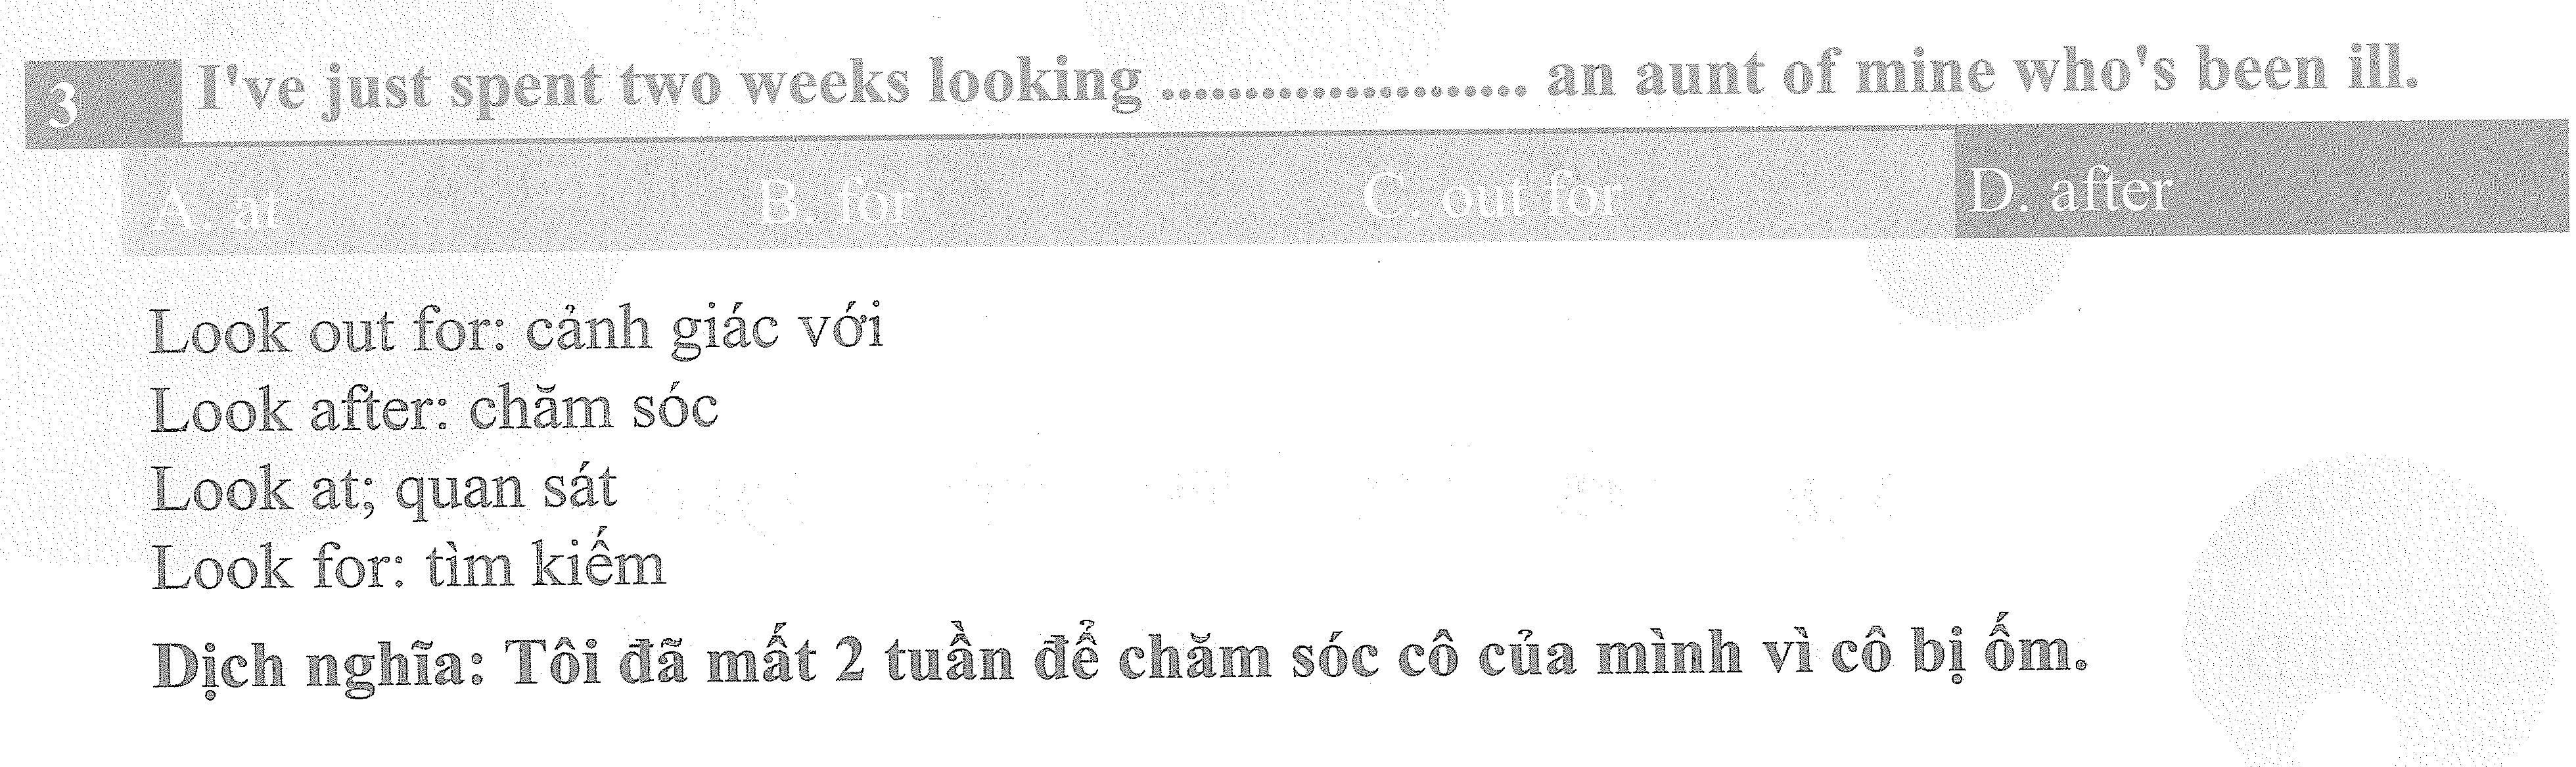 3 I've just spent two weeks looking ...................... an aunt of mine who's been ill.
A. at B. for C. out for D. after
Look out for: cảnh giác với
Look after: chăm sóc
Look at; quan sát
Look for: tìm kiếm
Dịch nghĩa: Tôi đã mất 2 tuần để chăm sóc cô của mình vì cô bị ốm.